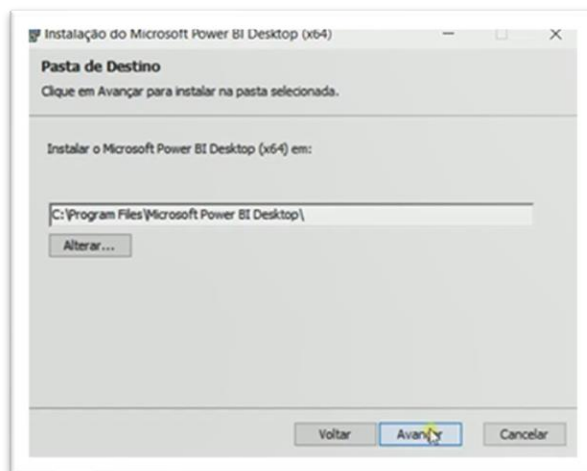 Instalação do Microsoft Power BI Desktop (x64)
Pasta de Destino
Clique em Avançar para instalar na pasta selecionada.
Instalar o Microsoft Power BI Desktop (x64) em:
C:\Program Files\Microsoft Power BI Desktop\
Alterar...
Voltar Avançar Cancelar